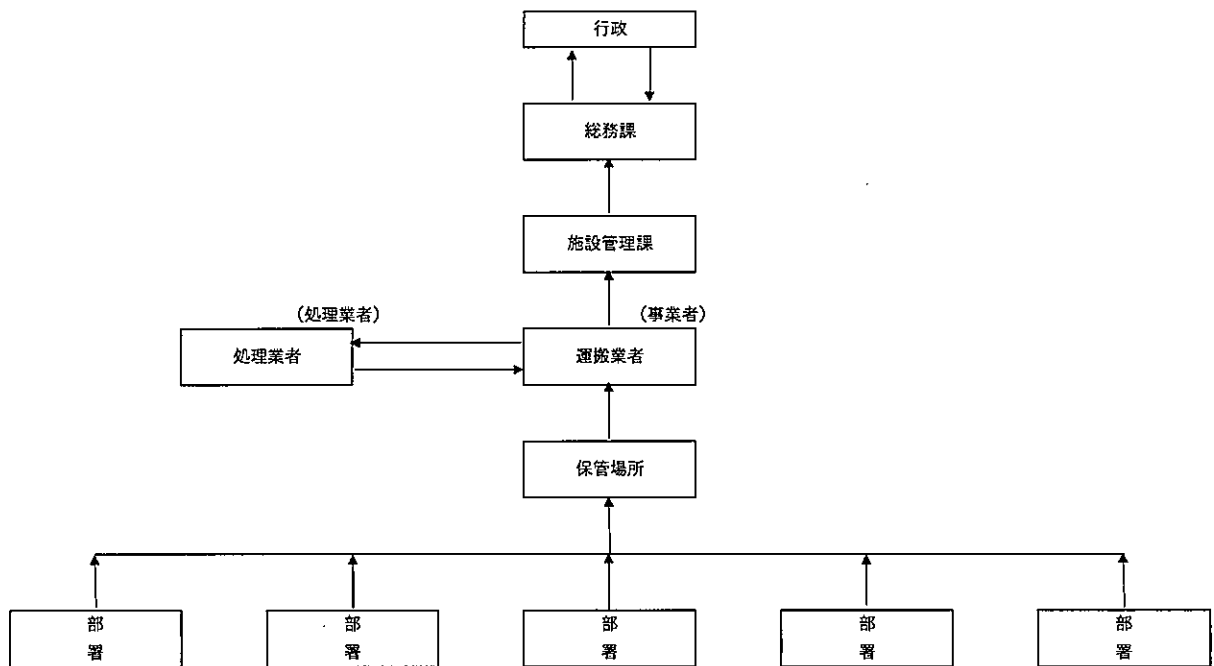 行政
総務課
施設管理課
(処理業者)
(事業者)
処理業者
運搬業者
保管場所
部
署
部
署
部
署
部
署
部
署